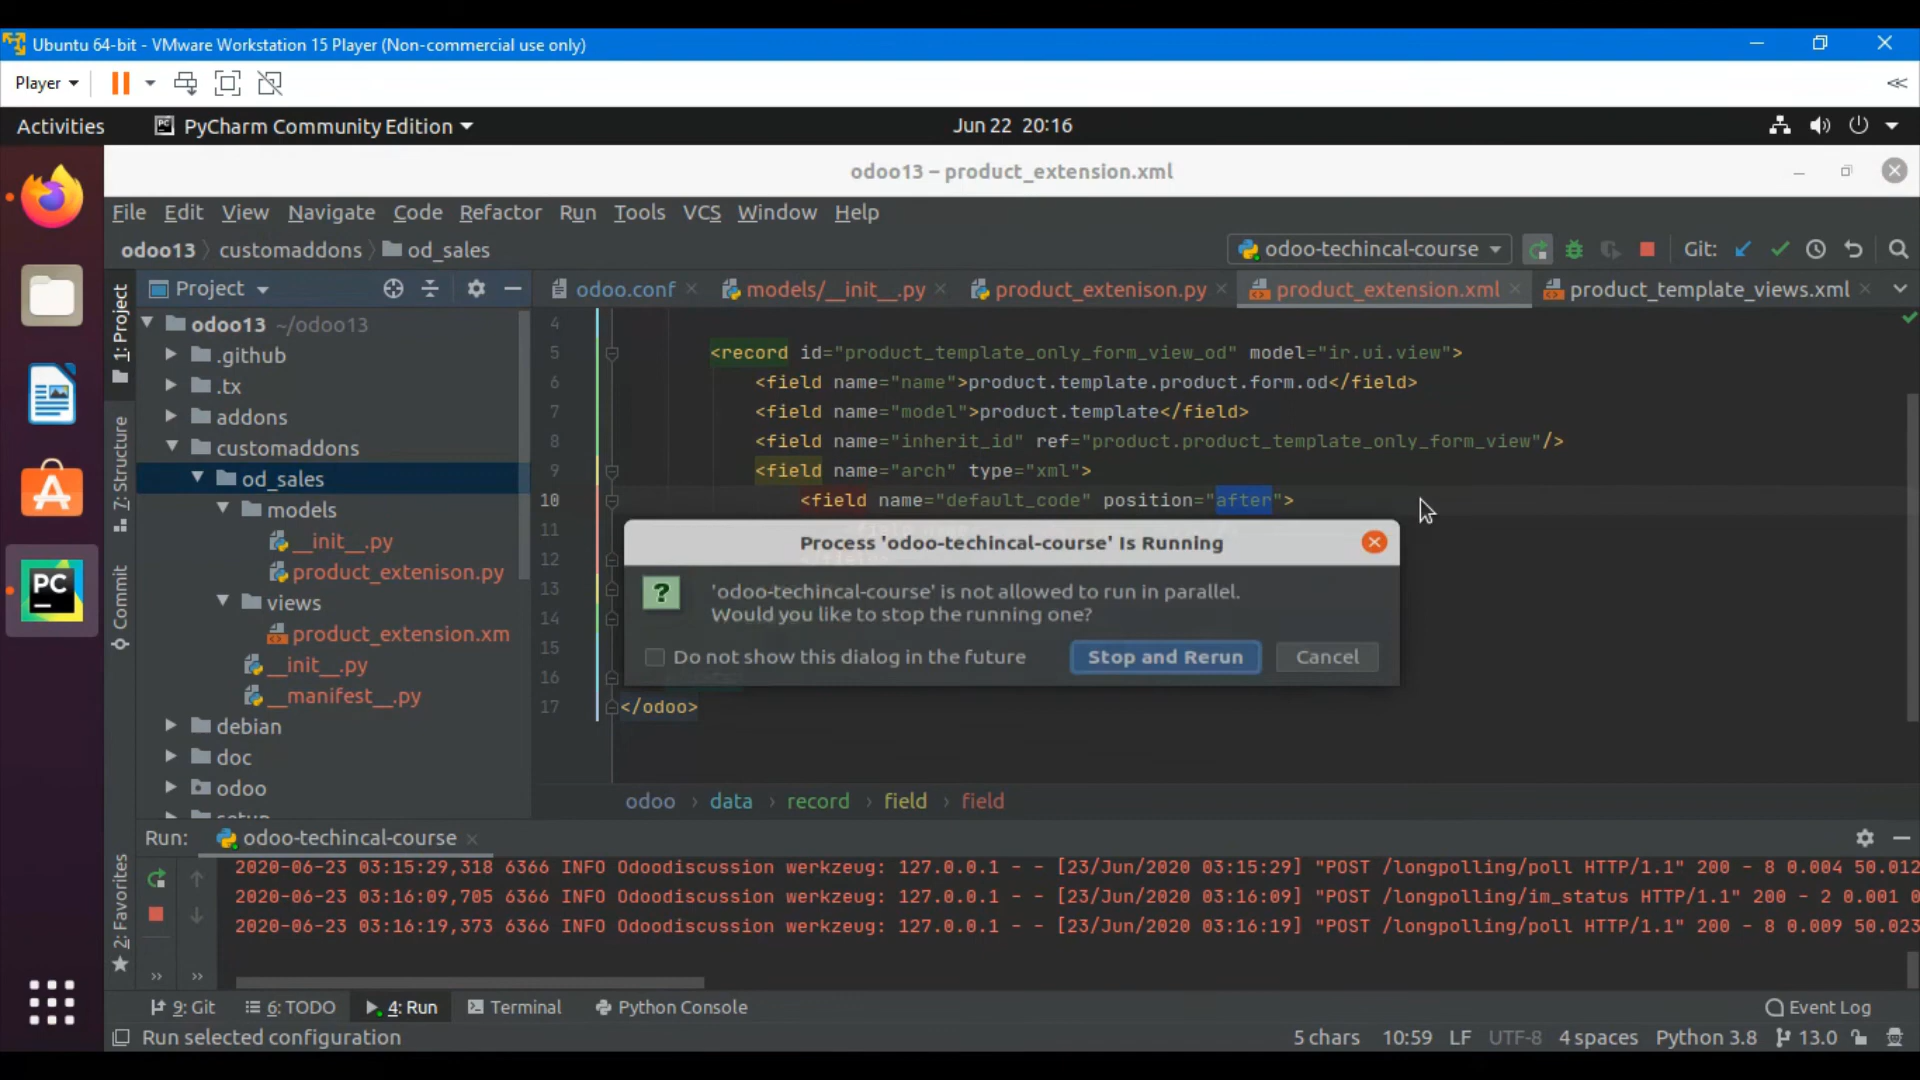 Ubuntu 64-bit - VMware Workstation 15 Player (Non-commercial use only)
Player
Activities
PyCharm Community Edition
Jun 22 20:16
odoo13 – product_extension.xml
File Edit View Navigate Code Refactor Run Tools VCS Window Help
odoo13 customaddons od_sales
odoo-techincal-course
Git:
Project
odoo.conf
models/__init__.py
product_extenison.py
product_extension.xml
product_template_views.xml
1: Project
7: Structure
Commit
2: Favorites
odoo13 ~/odoo13
.github
.tx
addons
customaddons
od_sales
models
__init__.py
product_extenison.py
views
product_extension.xm
__init__.py
__manifest__.py
debian
doc
odoo
4
5 <record id="product_template_only_form_view_od" model="ir.ui.view">
6 <field name="name">product.template.product.form.od</field>
7 <field name="model">product.template</field>
8 <field name="inherit_id" ref="product.product_template_only_form_view"/>
9 <field name="arch" type="xml">
10 <field name="default_code" position="after">
11
12
13
14
15
16
17 </odoo>
Process 'odoo-techincal-course' Is Running
?
'odoo-techincal-course' is not allowed to run in parallel.
Would you like to stop the running one?
Do not show this dialog in the future
Stop and Rerun
Cancel
odoo › data › record › field › field
Run: odoo-techincal-course
2020-06-23 03:15:29,318 6366 INFO Odoodiscussion werkzeug: 127.0.0.1 - - [23/Jun/2020 03:15:29] "POST /longpolling/poll HTTP/1.1" 200 - 8 0.004 50.012
2020-06-23 03:16:09,705 6366 INFO Odoodiscussion werkzeug: 127.0.0.1 - - [23/Jun/2020 03:16:09] "POST /longpolling/im_status HTTP/1.1" 200 - 2 0.001 0
2020-06-23 03:16:19,373 6366 INFO Odoodiscussion werkzeug: 127.0.0.1 - - [23/Jun/2020 03:16:19] "POST /longpolling/poll HTTP/1.1" 200 - 8 0.009 50.023
9: Git
6: TODO
4: Run
Terminal
Python Console
Event Log
Run selected configuration
5 chars 10:59 LF UTF-8 4 spaces Python 3.8 13.0